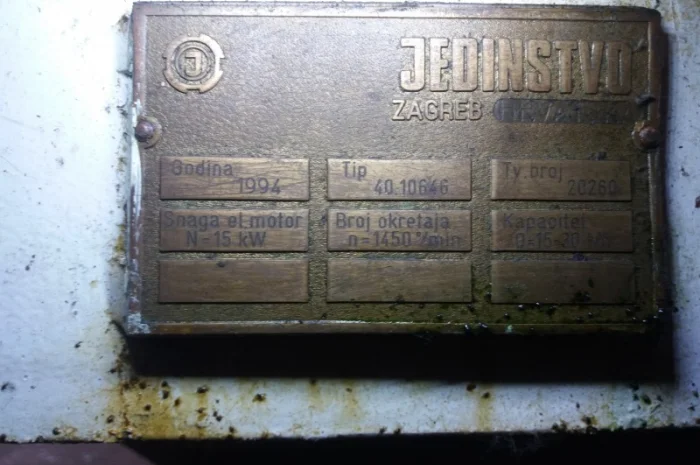 J
JEDINSTVO
ZAGREB
Godina
1994
Tip
40.10646
Tv. broj
20260
Snaga el. motor
N=15 kW
Broj okretaja
n=1450 °/min
Kapacitet